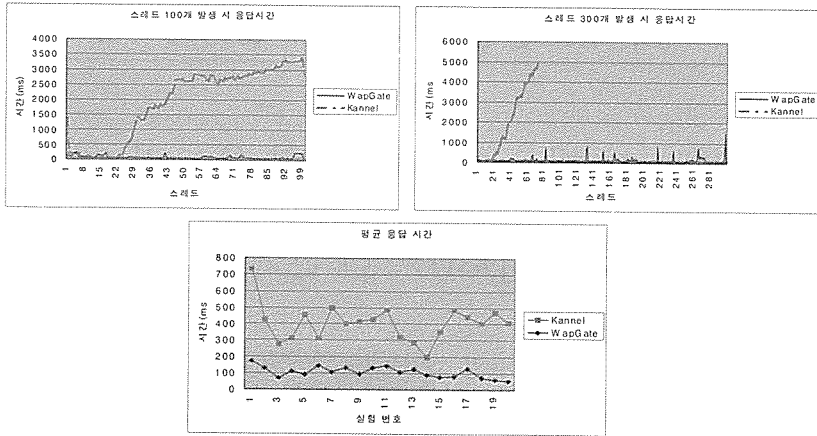 스레드 100개 발생 시 응답시간
시간(ms)
4000
3500
3000
2500
2000
1500
1000
500
0
1 8 15 22 29 36 43 50 57 64 71 78 85 92 99
스레드
WapGate
Kannel
스레드 300개 발생 시 응답시간
시간(ms)
6000
5000
4000
3000
2000
1000
0
1 21 41 61 81 101 121 141 161 181 201 221 241 261 281
스레드
WapGate
Kannel
평균 응답 시간
시간(ms
800
700
600
500
400
300
200
100
0
1 3 5 7 9 11 13 15 17 19
실험 번호
Kannel
WapGate